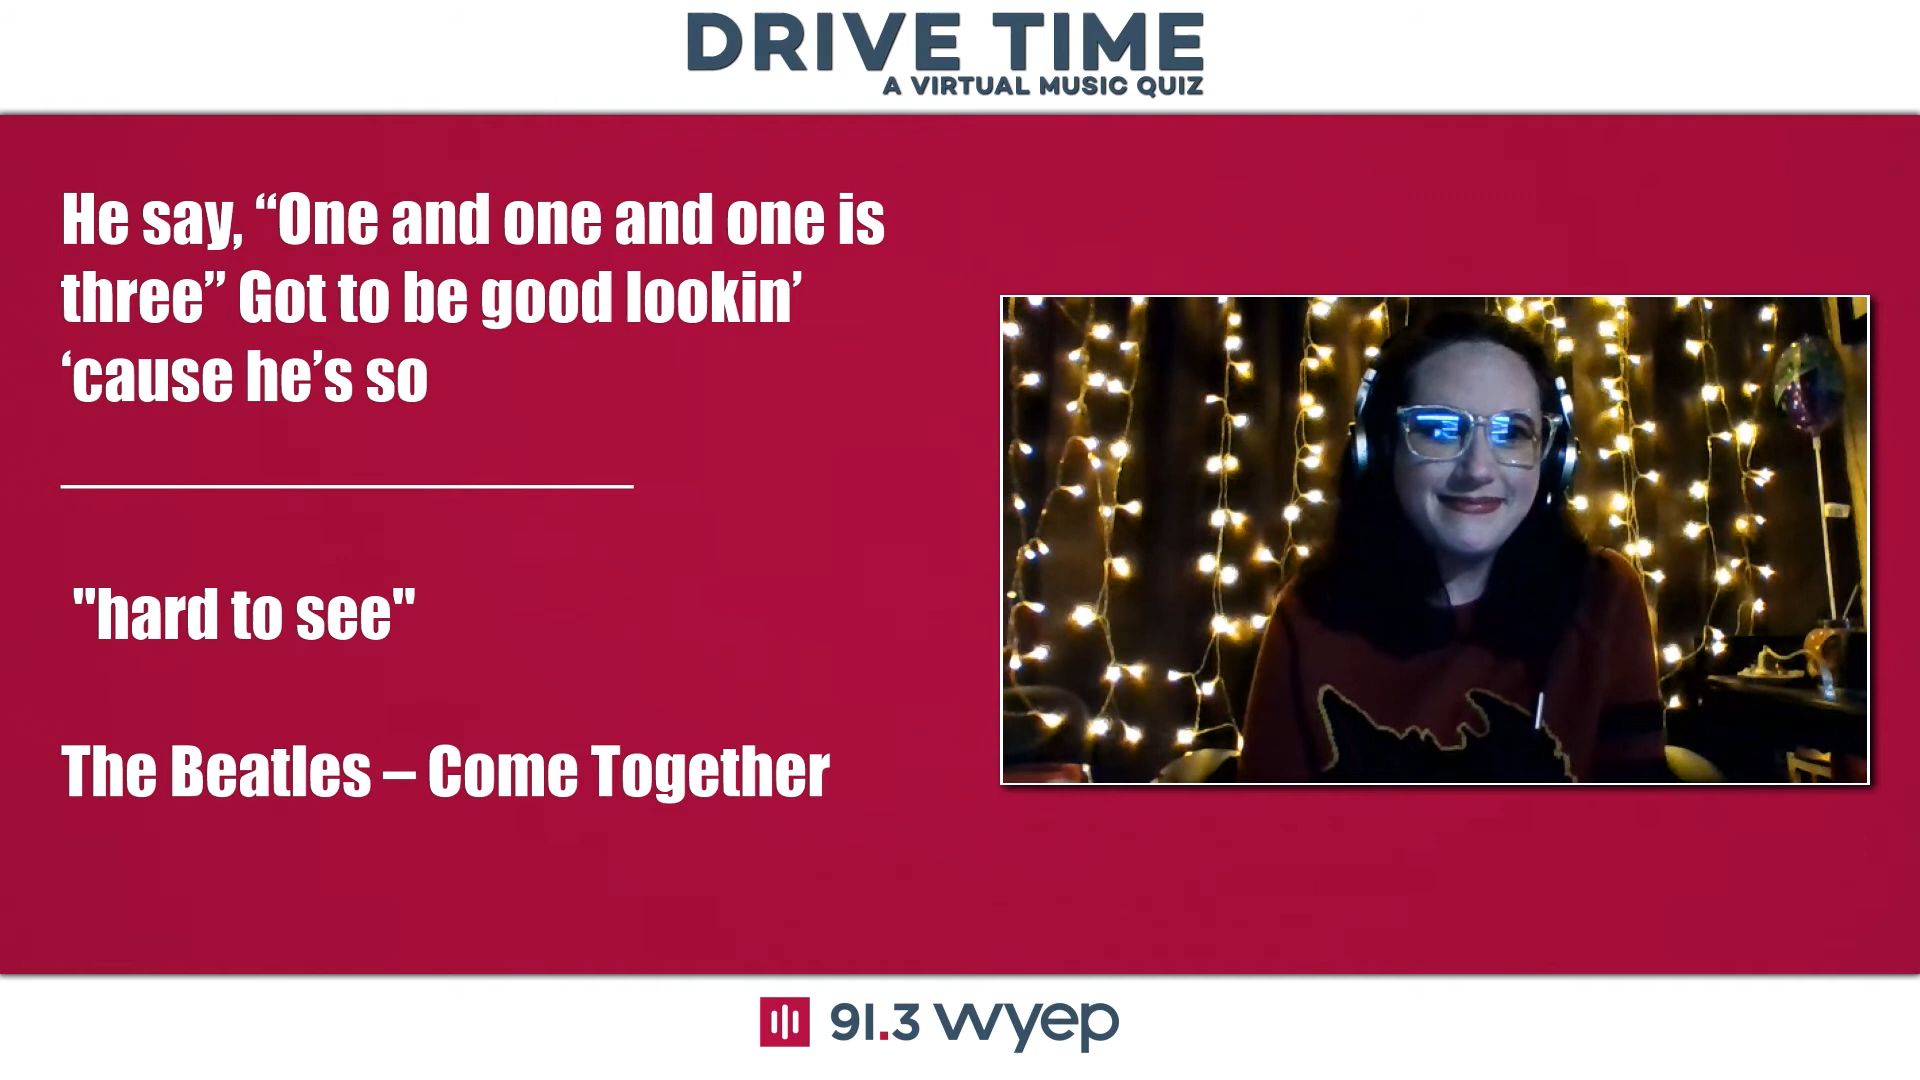 DRIVE TIME
A VIRTUAL MUSIC QUIZ
He say, “One and one and one is
three” Got to be good lookin’
‘cause he’s so
"hard to see"
The Beatles – Come Together
91.3 wyep